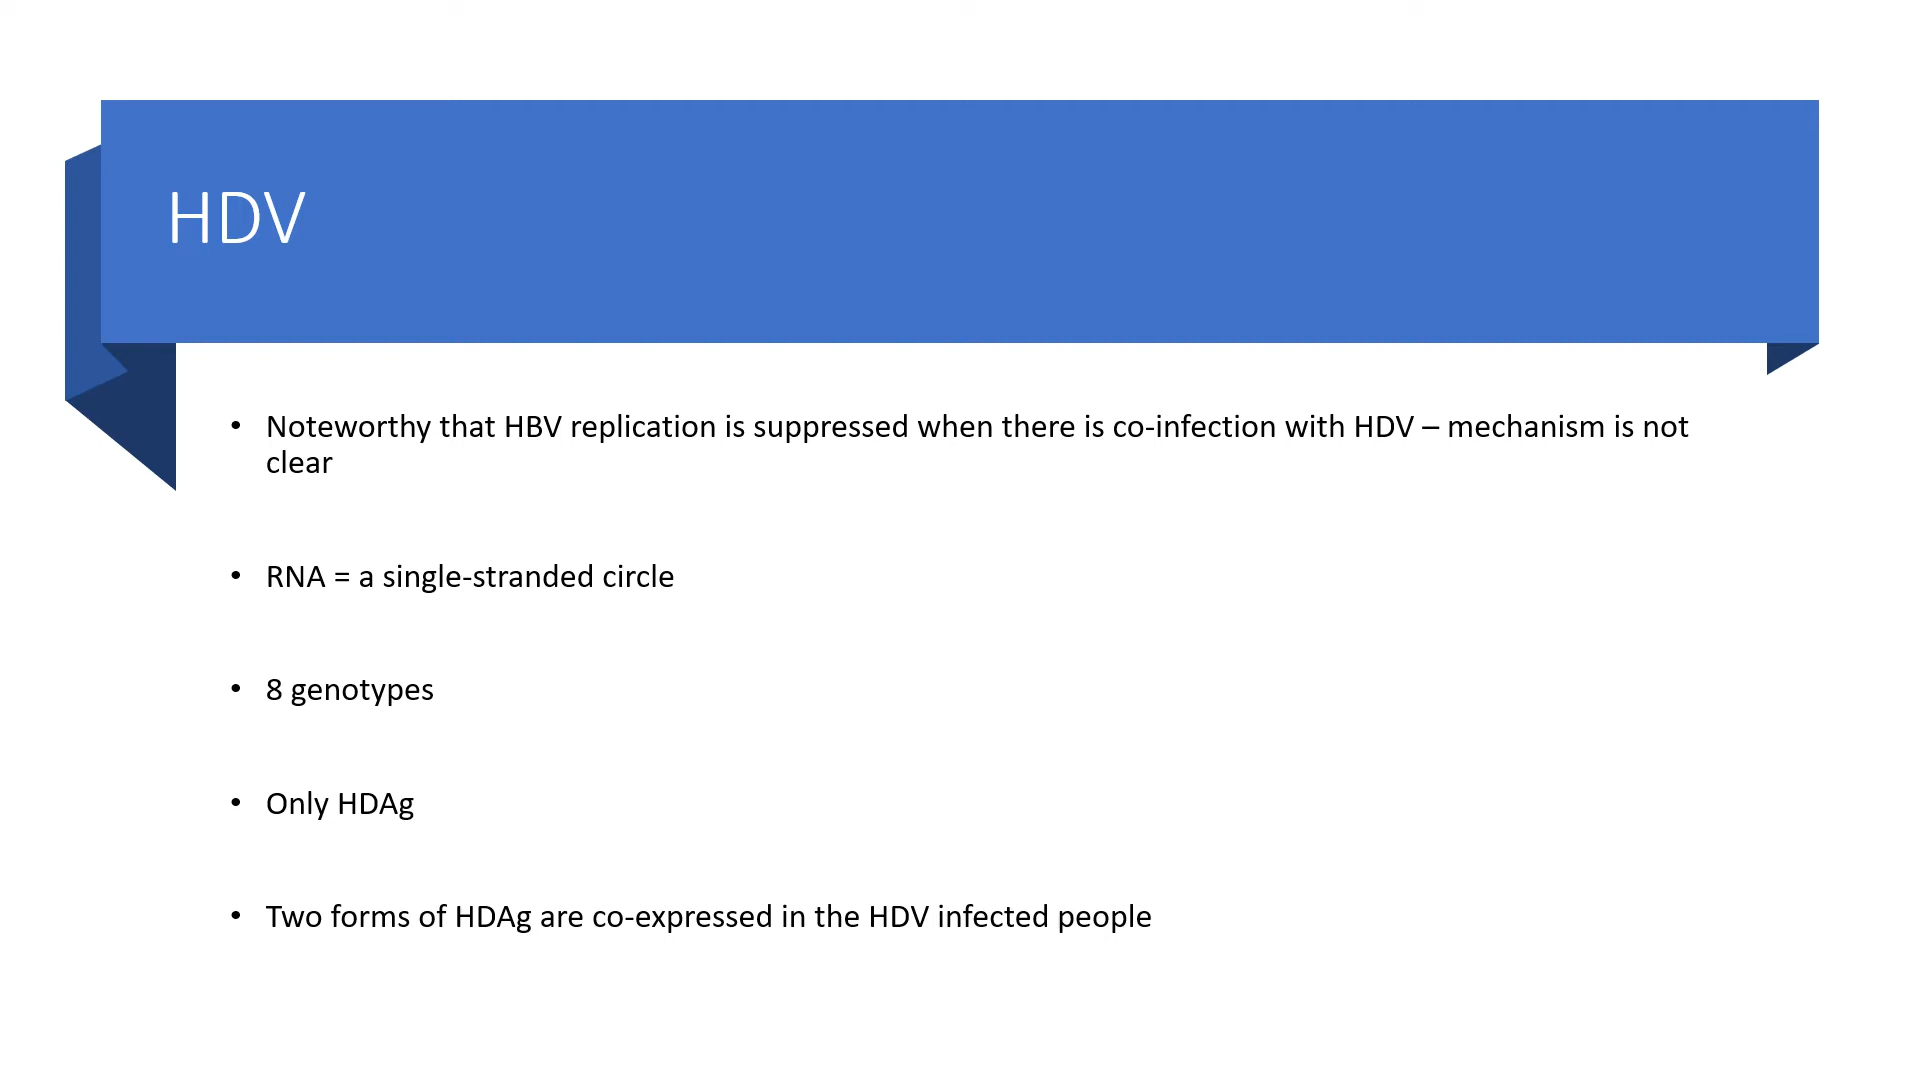 HDV
• Noteworthy that HBV replication is suppressed when there is co-infection with HDV – mechanism is not
clear
• RNA = a single-stranded circle
• 8 genotypes
• Only HDAg
• Two forms of HDAg are co-expressed in the HDV infected people